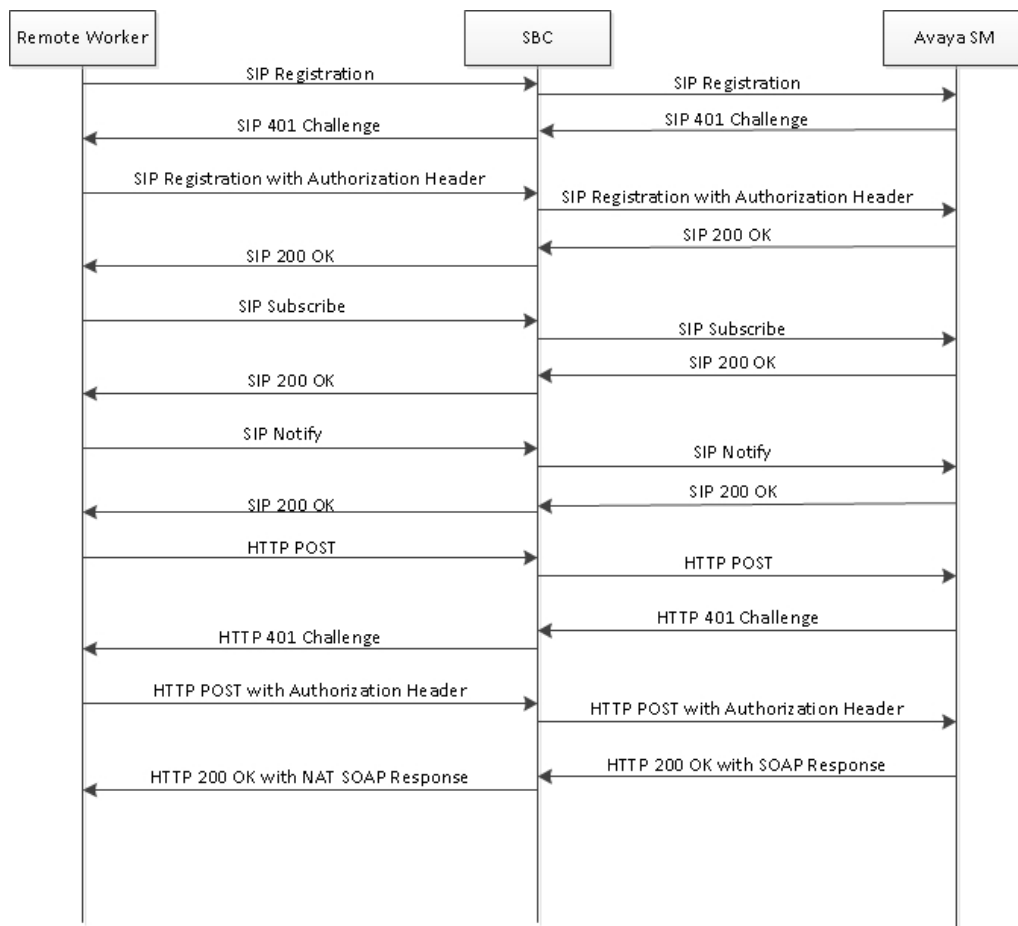 Remote Worker
SBC
Avaya SM
SIP Registration
SIP Registration
SIP 401 Challenge
SIP 401 Challenge
SIP Registration with Authorization Header
SIP Registration with Authorization Header
SIP 200 OK
SIP 200 OK
SIP Subscribe
SIP Subscribe
SIP 200 OK
SIP 200 OK
SIP Notify
SIP Notify
SIP 200 OK
SIP 200 OK
HTTP POST
HTTP POST
HTTP 401 Challenge
HTTP 401 Challenge
HTTP POST with Authorization Header
HTTP POST with Authorization Header
HTTP 200 OK with SOAP Response
HTTP 200 OK with NAT SOAP Response